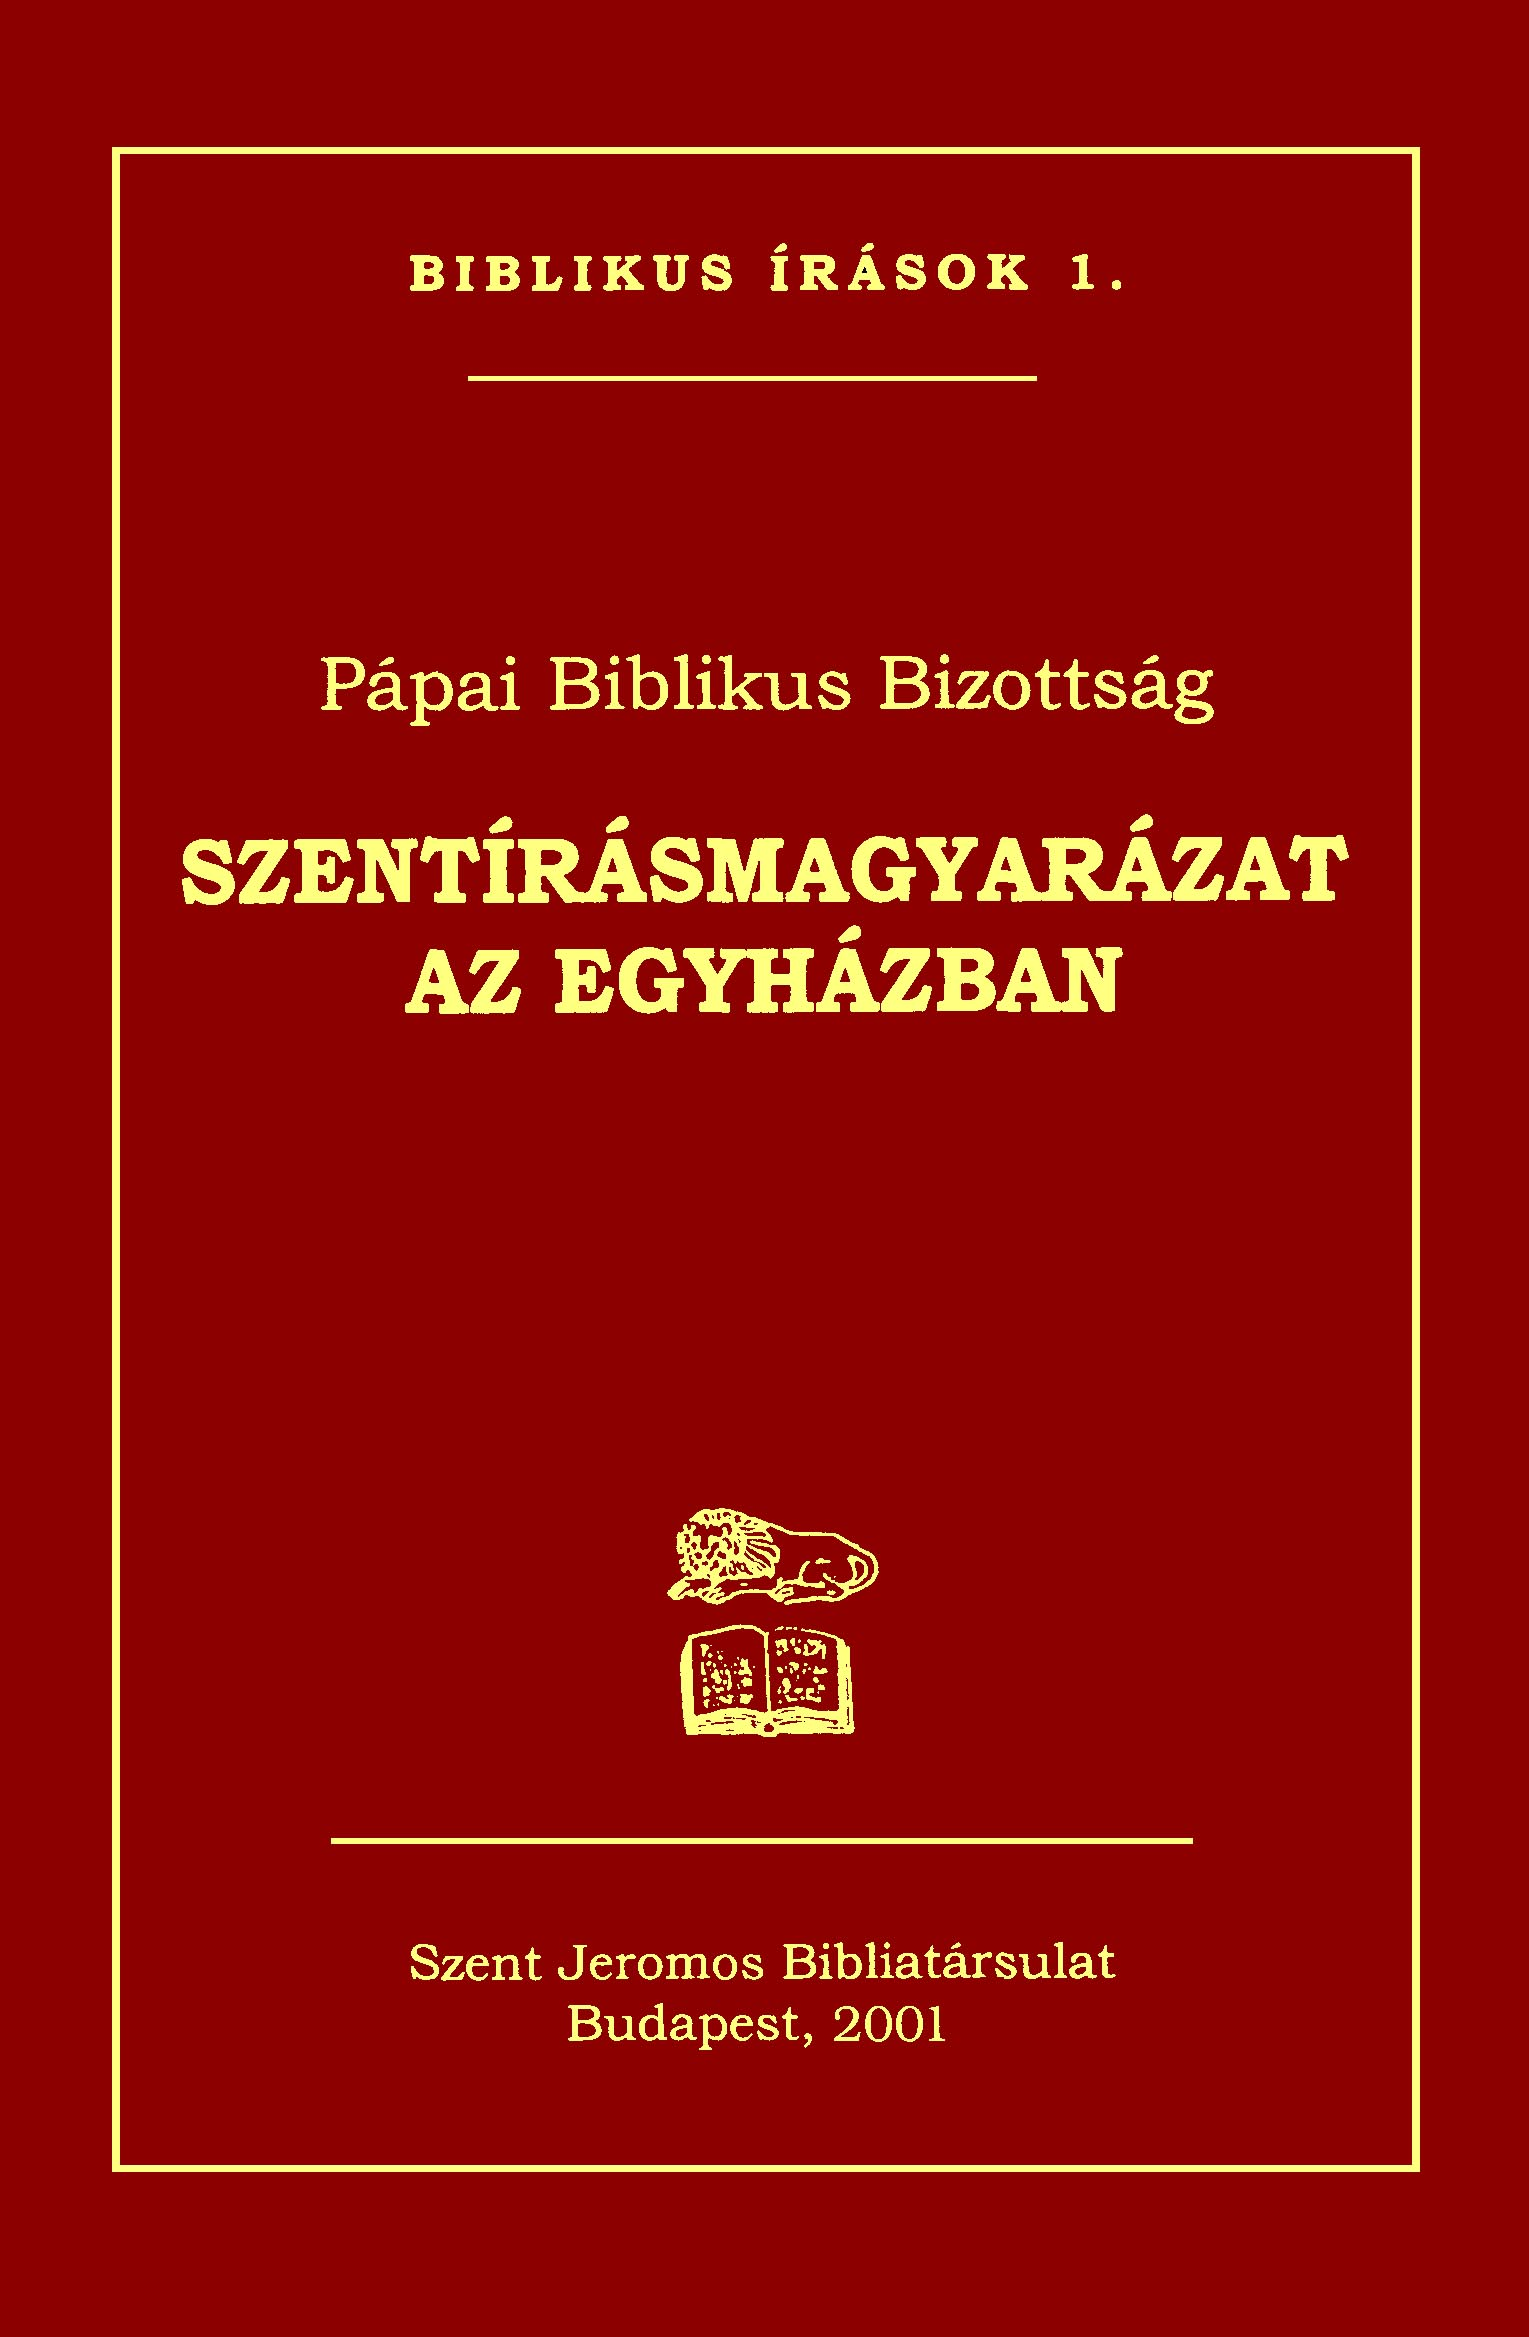 BIBLIKUS ÍRÁSOK 1.
Pápai Biblikus Bizottság
SZENTÍRÁSMAGYARÁZAT
AZ EGYHÁZBAN
Szent Jeromos Bibliatársulat
Budapest, 2001